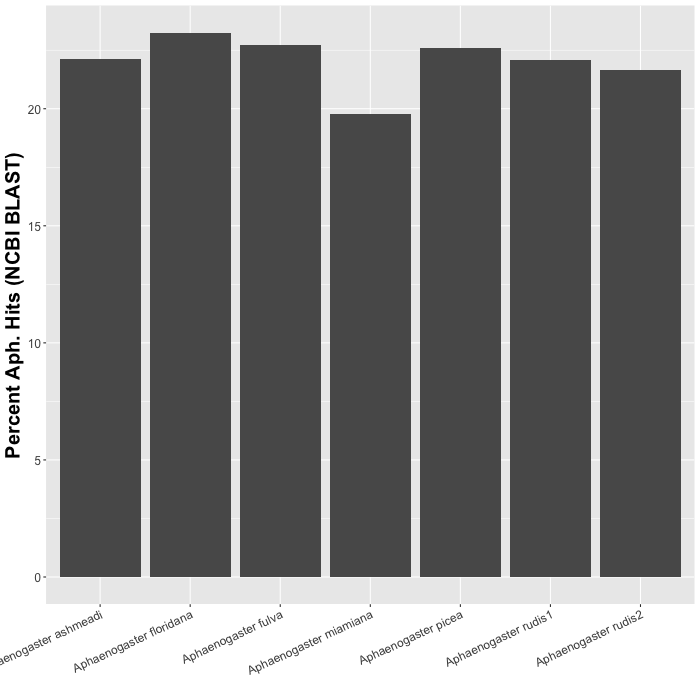 Percent Aph. Hits (NCBI BLAST)
20
15
10
5
0
aenogaster ashmeadi
Aphaenogaster floridana
Aphaenogaster fulva
Aphaenogaster miamiana
Aphaenogaster picea
Aphaenogaster rudis1
Aphaenogaster rudis2